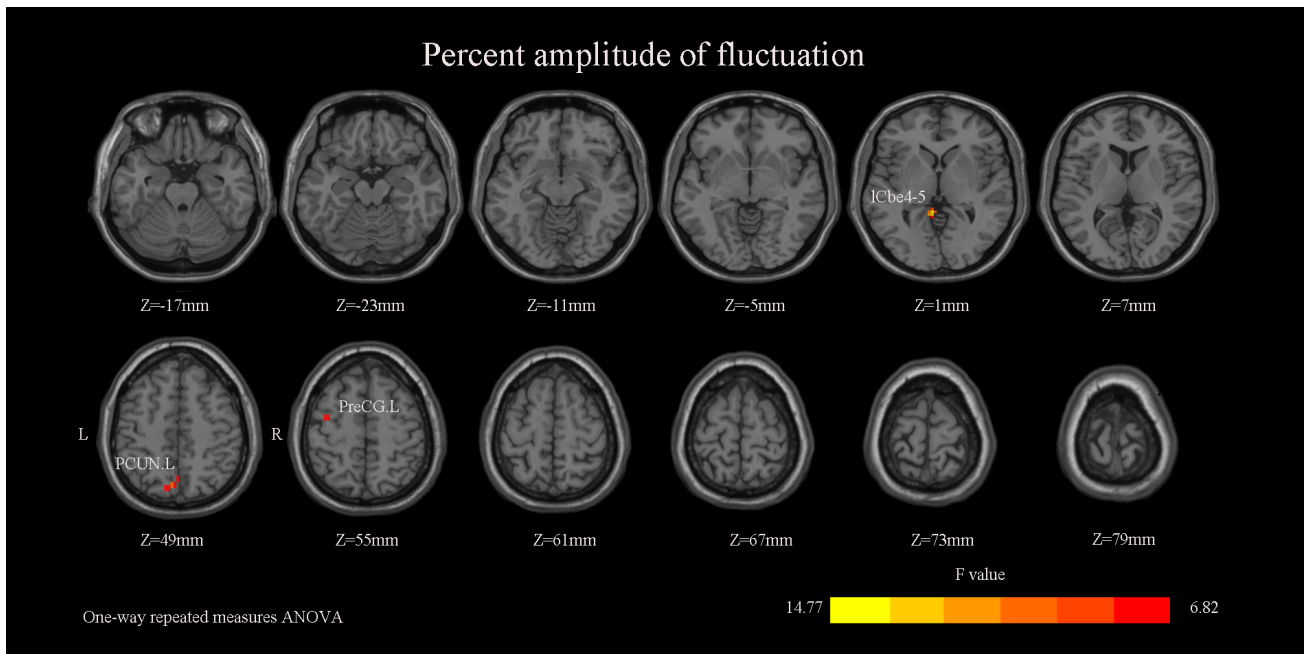 Percent amplitude of fluctuation
lCbe4-5
Z=-17mm Z=-23mm Z=-11mm Z=-5mm Z=1mm Z=7mm
PreCG.L
L R
PCUN.L
Z=49mm Z=55mm Z=61mm Z=67mm Z=73mm Z=79mm
F value
14.77 6.82
One-way repeated measures ANOVA